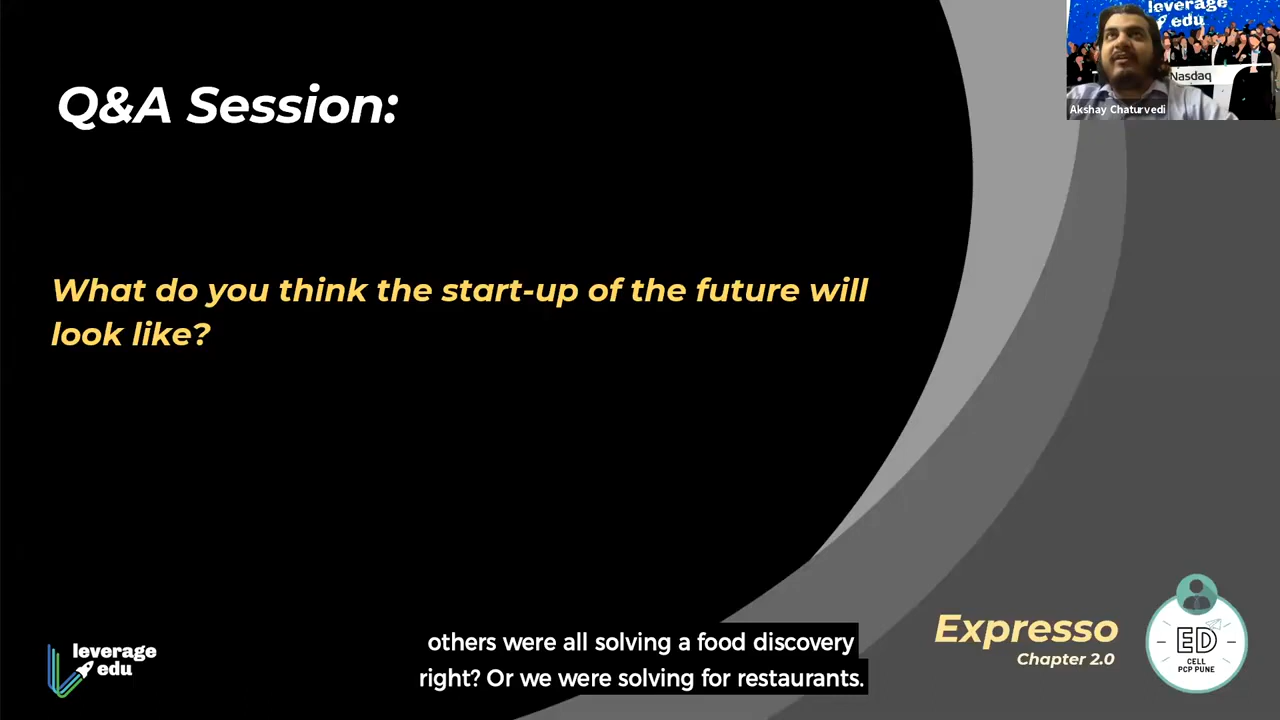 leverage
edu
Nasdaq
Akshay Chaturvedi
Q&A Session:
What do you think the start-up of the future will
look like?
others were all solving a food discovery
right? Or we were solving for restaurants.
leverage
edu
Expresso
Chapter 2.0
ED
CELL
PCP PUNE